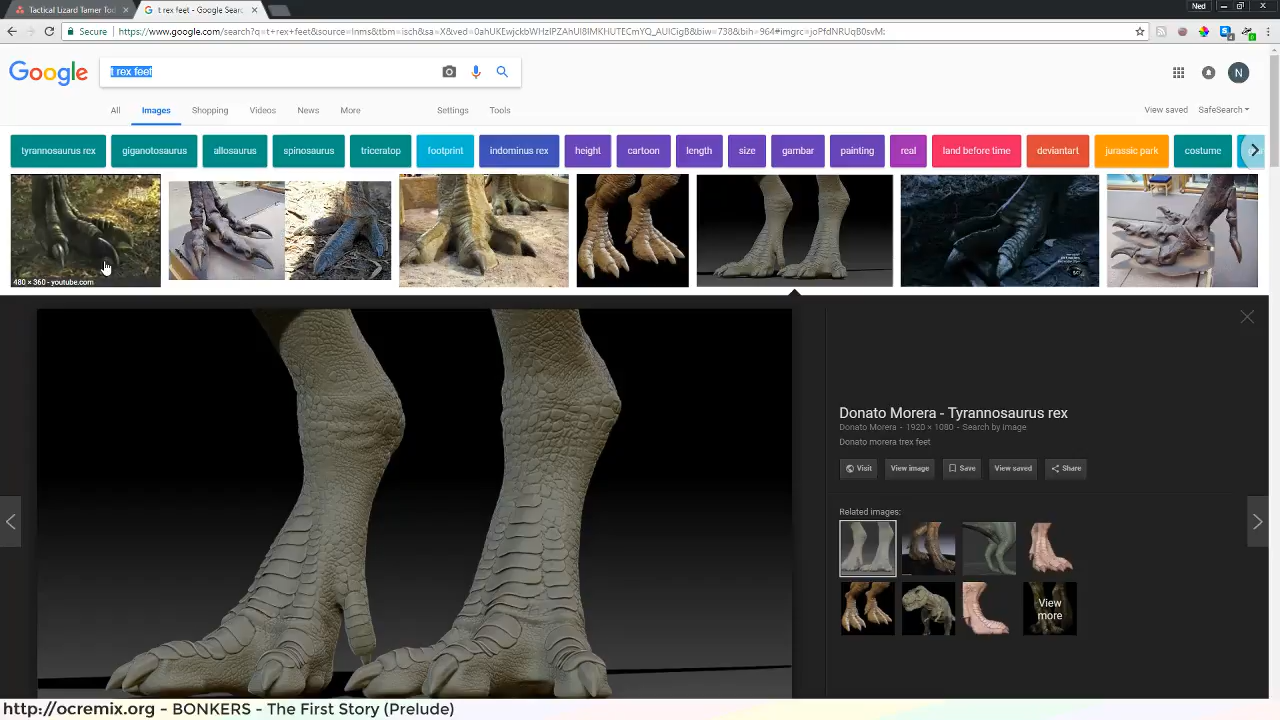 Tactical Lizard Tamer Tod
t rex feet - Google Sear
Ned
Secure
https://www.google.com/search?q=t+rex+feet&source=lnms&tbm=isch&sa=X&ved=0ahUKEwjckPWHzIPZAhUI8IMKHUTECmYQ_AUICigB&biw=738&bih=964#imgrc=joPfdNRUqB0svM:
Google
t rex feet
N
All
Images
Shopping
Videos
News
More
Settings
Tools
View saved
SafeSearch
tyrannosaurus rex
giganotosaurus
allosaurus
spinosaurus
triceratop
footprint
indominus rex
height
cartoon
length
size
gambar
painting
real
land before time
deviantart
jurassic park
costume
480 × 360 - youtube.com
Donato Morera - Tyrannosaurus rex
Donato Morera - 1920 × 1080 - Search by image
Donato morera trex feet
Visit
View image
Save
View saved
Share
Related images:
View
more
http://ocremix.org - BONKERS - The First Story (Prelude)